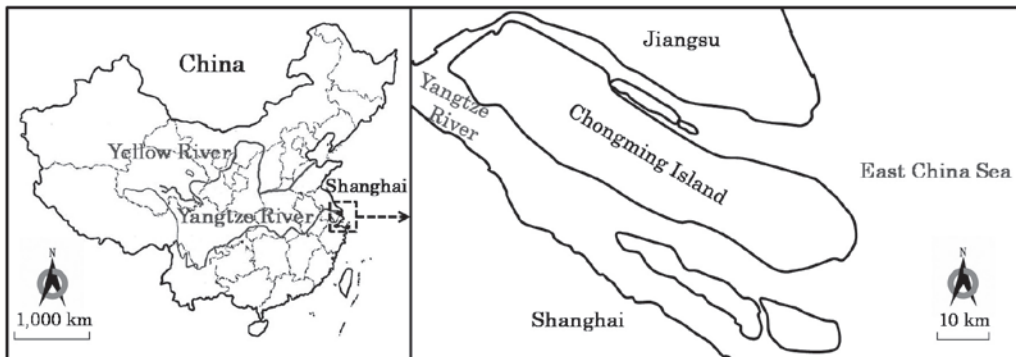 China
Yellow River
Shanghai
Yangtze River
N
1,000 km
Jiangsu
Yangtze
River
Chongming Island
East China Sea
Shanghai
N
10 km